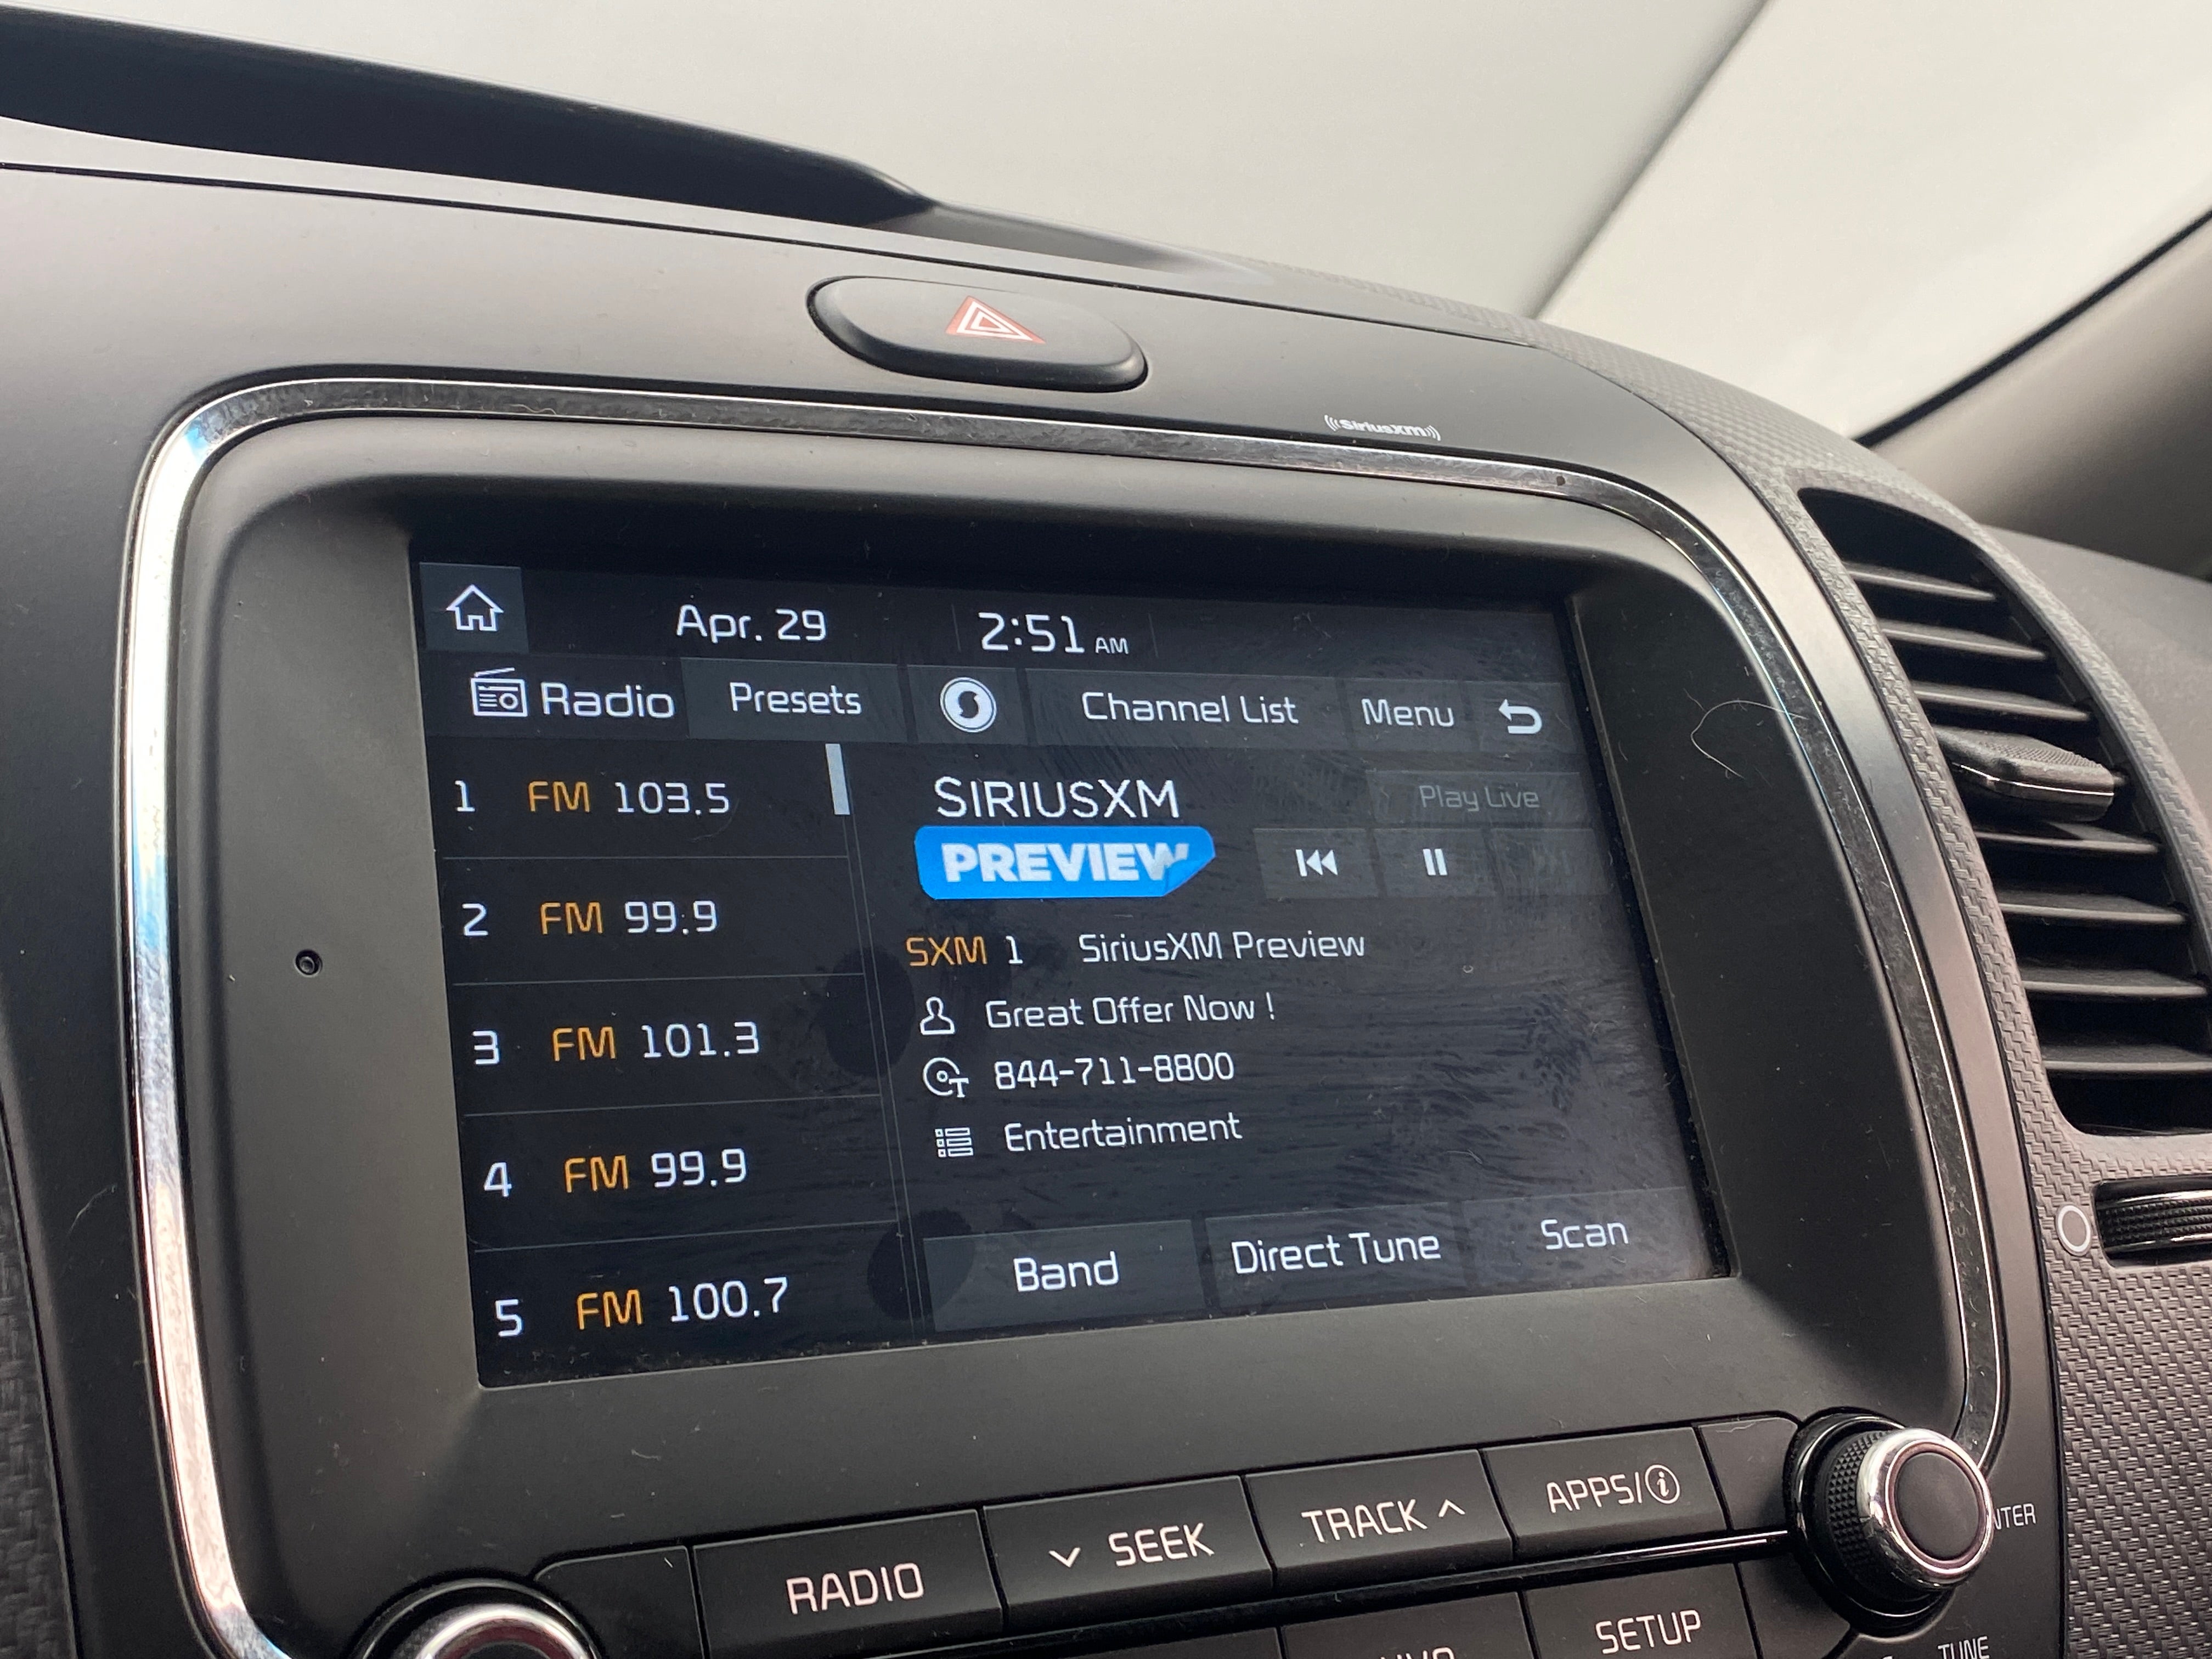 SiriusXM
Apr. 29 2:51 AM
Radio Presets Channel List Menu
1 FM 103.5
2 FM 99.9
3 FM 101.3
4 FM 99.9
5 FM 100.7
SIRIUSXM
PREVIEW
Play Live
SXM 1 SiriusXM Preview
Great Offer Now !
844-711-8800
Entertainment
Band Direct Tune Scan
RADIO SEEK TRACK APPS/i
SETUP
TUNE